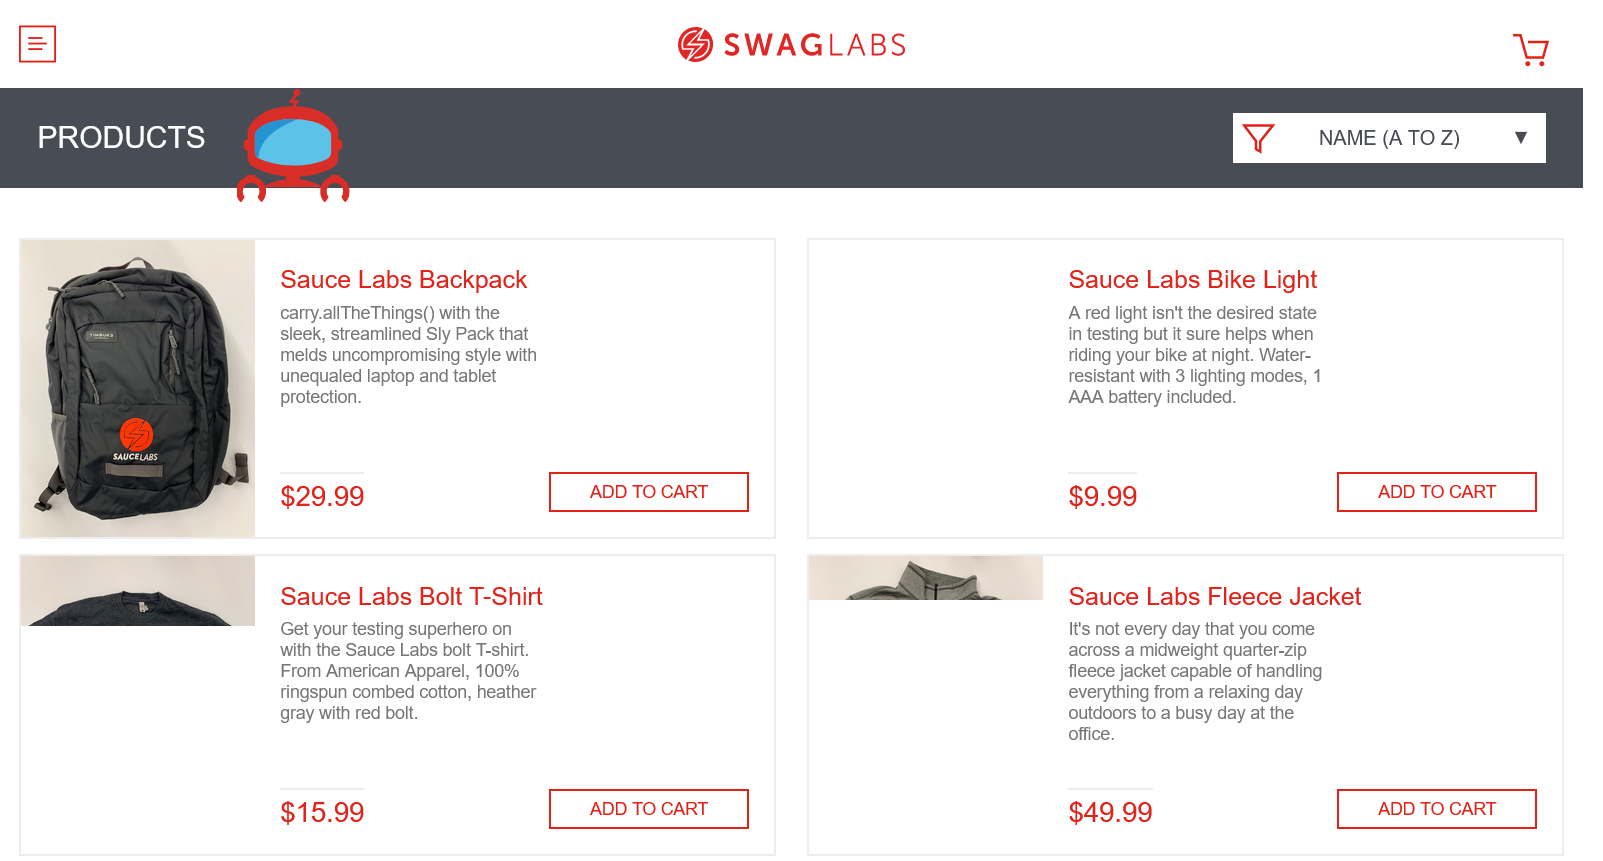 SWAGLABS
PRODUCTS
NAME (A TO Z)
Sauce Labs Backpack
carry.allTheThings() with the
sleek, streamlined Sly Pack that
melds uncompromising style with
unequaled laptop and tablet
protection.
$29.99
ADD TO CART
TIMBUK2
SAUCELABS
Sauce Labs Bike Light
A red light isn't the desired state
in testing but it sure helps when
riding your bike at night. Water-
resistant with 3 lighting modes, 1
AAA battery included.
$9.99
ADD TO CART
Sauce Labs Bolt T-Shirt
Get your testing superhero on
with the Sauce Labs bolt T-shirt.
From American Apparel, 100%
ringspun combed cotton, heather
gray with red bolt.
$15.99
ADD TO CART
Sauce Labs Fleece Jacket
It's not every day that you come
across a midweight quarter-zip
fleece jacket capable of handling
everything from a relaxing day
outdoors to a busy day at the
office.
$49.99
ADD TO CART